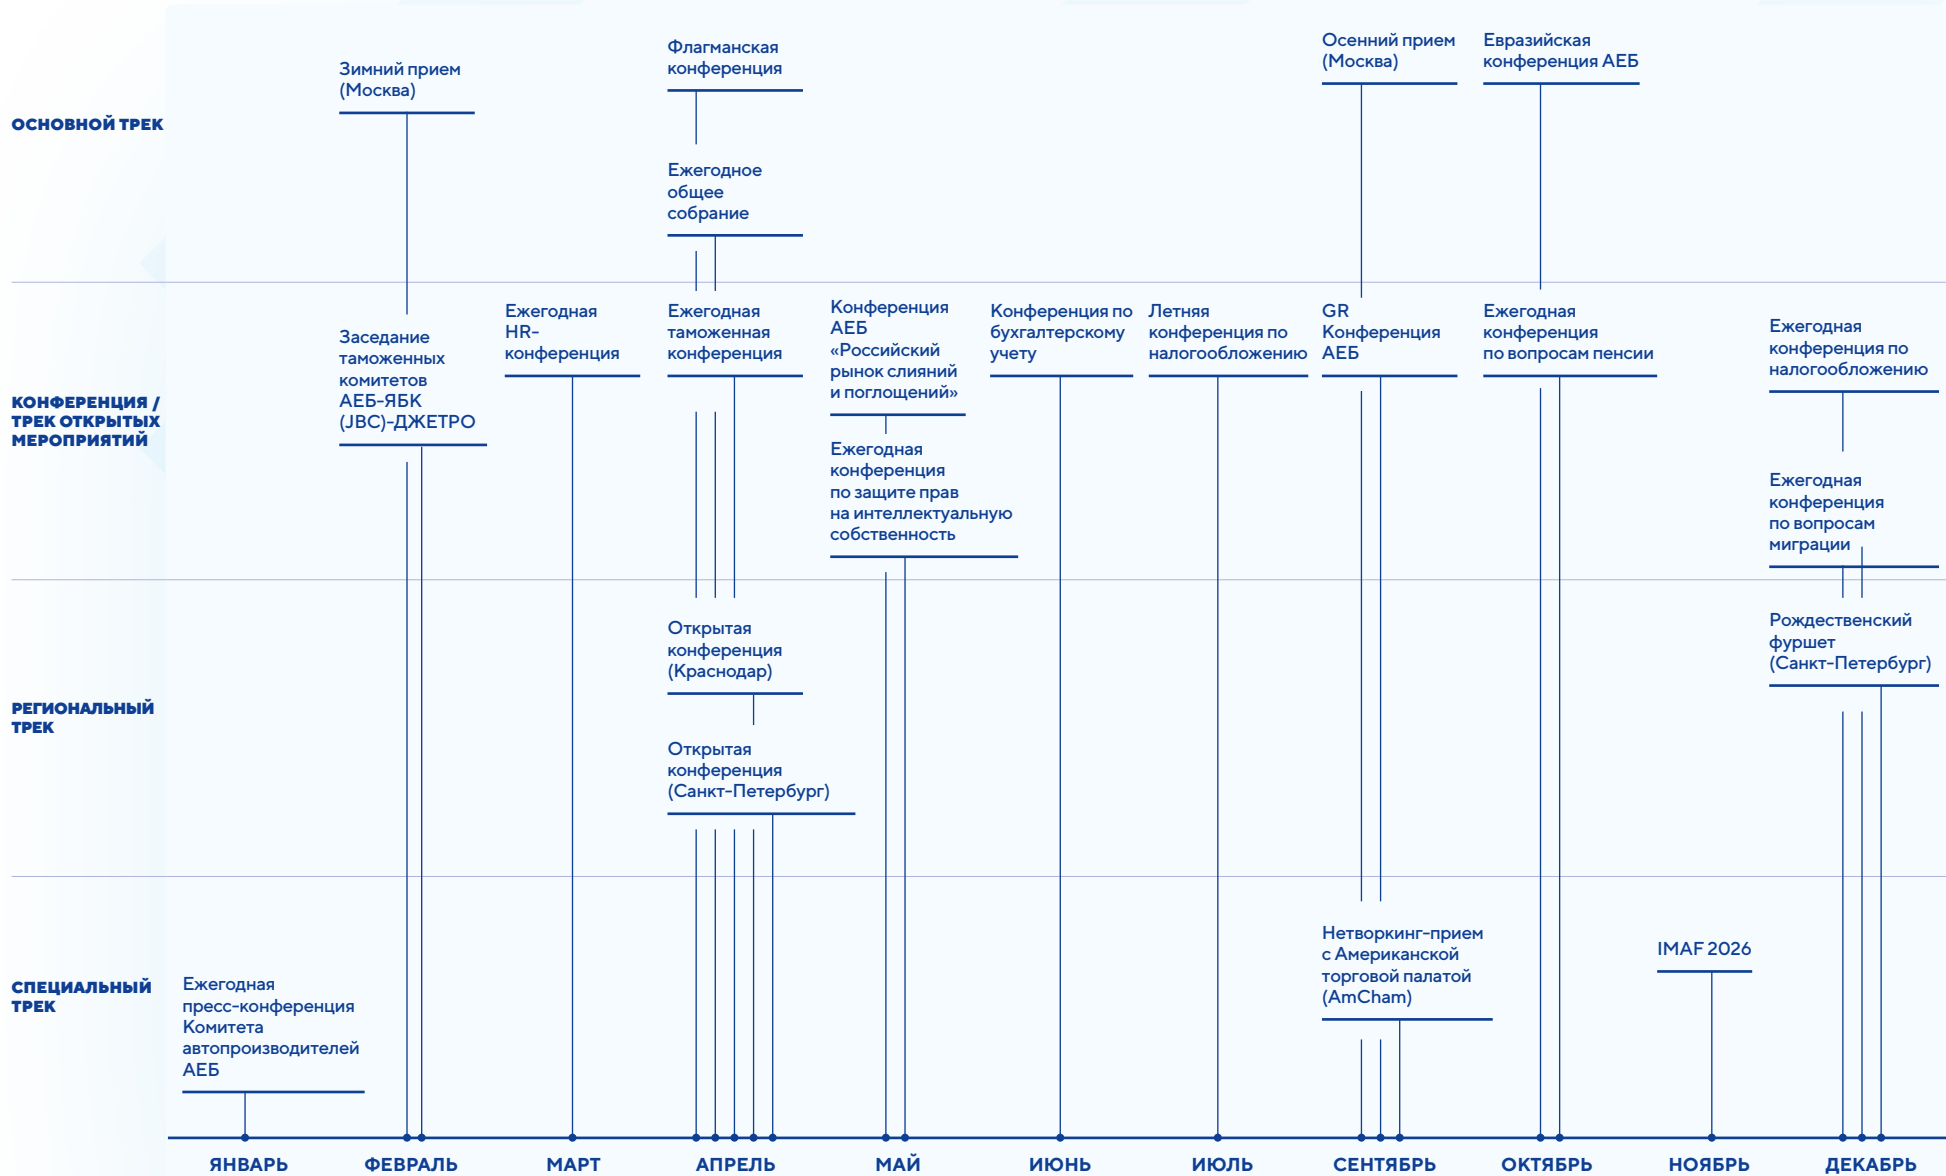 ОСНОВНОЙ ТРЕК
Зимний прием
(Москва)
Флагманская
конференция
Ежегодное
общее
собрание
Осенний прием
(Москва)
Евразийская
конференция АЕБ
КОНФЕРЕНЦИЯ /
ТРЕК ОТКРЫТЫХ
МЕРОПРИЯТИЙ
Заседание
таможенных
комитетов
АЕБ-ЯБК
(JBC)-ДЖЕТРО
Ежегодная
HR-
конференция
Ежегодная
таможенная
конференция
Конференция
АЕБ
«Российский
рынок слияний
и поглощений»
Ежегодная
конференция
по защите прав
на интеллектуальную
собственность
Конференция по
бухгалтерскому
учету
Летняя
конференция по
налогообложению
GR
Конференция
АЕБ
Ежегодная
конференция
по вопросам пенсии
Ежегодная
конференция по
налогообложению
Ежегодная
конференция
по вопросам
миграции
РЕГИОНАЛЬНЫЙ
ТРЕК
Открытая
конференция
(Краснодар)
Открытая
конференция
(Санкт-Петербург)
Рождественский
фуршет
(Санкт-Петербург)
СПЕЦИАЛЬНЫЙ
ТРЕК
Ежегодная
пресс-конференция
Комитета
автопроизводителей
АЕБ
Нетворкинг-прием
с Американской
торговой палатой
(AmCham)
IMAF 2026
ЯНВАРЬ
ФЕВРАЛЬ
МАРТ
АПРЕЛЬ
МАЙ
ИЮНЬ
ИЮЛЬ
СЕНТЯБРЬ
ОКТЯБРЬ
НОЯБРЬ
ДЕКАБРЬ